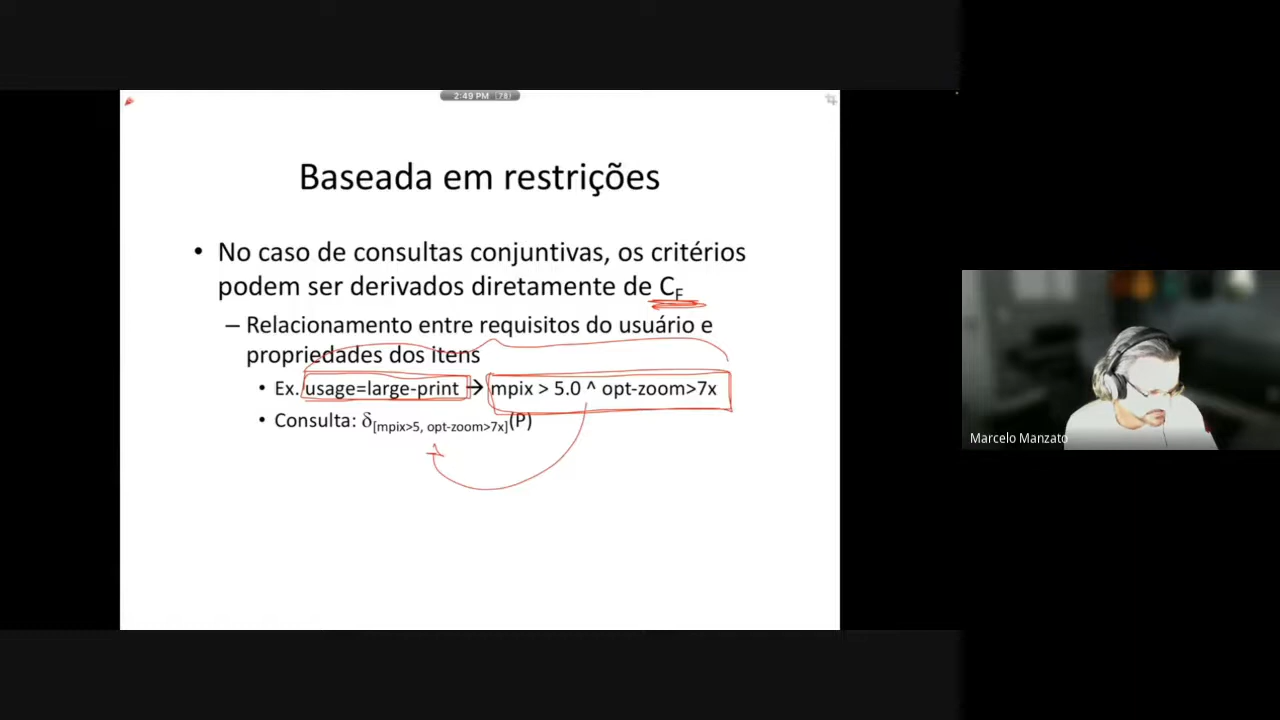 2:49 PM (78)
Baseada em restrições
• No caso de consultas conjuntivas, os critérios
podem ser derivados diretamente de C_F
– Relacionamento entre requisitos do usuário e
propriedades dos itens
• Ex. usage=large-print → mpix > 5.0 ^ opt-zoom>7x
• Consulta: δ[mpix>5, opt-zoom>7x](P)
Marcelo Manzato